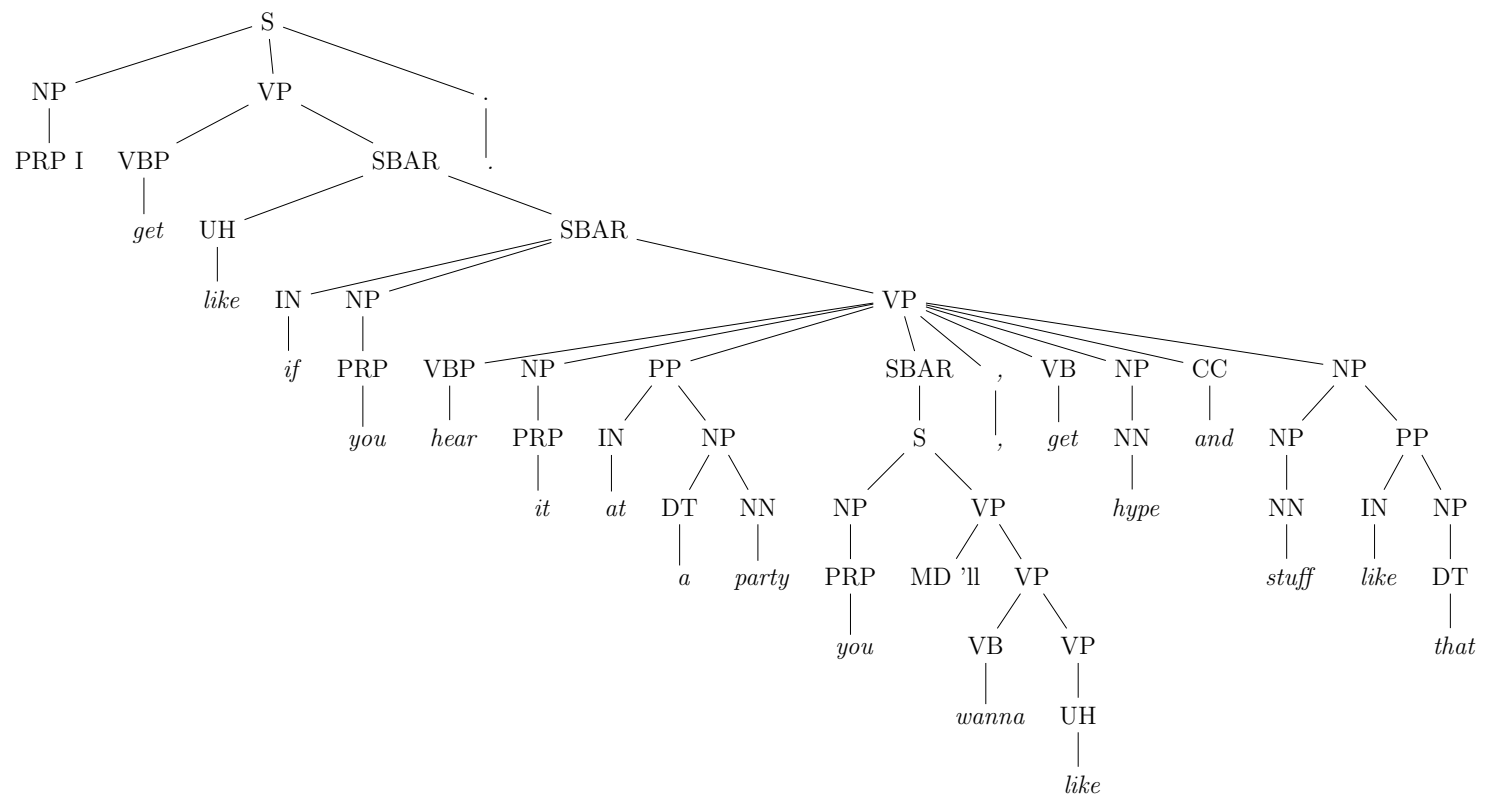 S
NP VP .
PRP I VBP SBAR .
get UH SBAR
like IN NP VP
if PRP VBP NP PP SBAR , VB NP CC NP
you hear PRP IN NP S , get NN and NP PP
it at DT NN NP VP hype NN IN NP
a party PRP MD 'll VP stuff like DT
you VB VP that
wanna UH
like